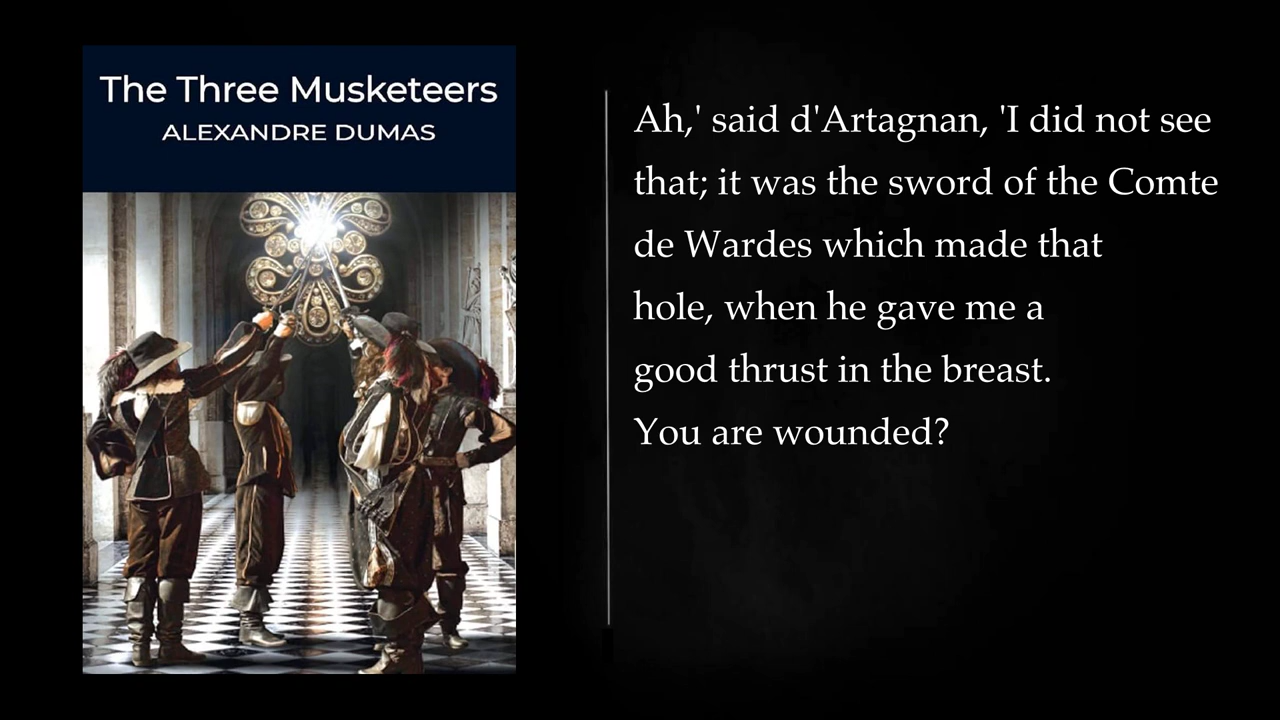 The Three Musketeers
ALEXANDRE DUMAS
Ah,' said d'Artagnan, 'I did not see
that; it was the sword of the Comte
de Wardes which made that
hole, when he gave me a
good thrust in the breast.
You are wounded?